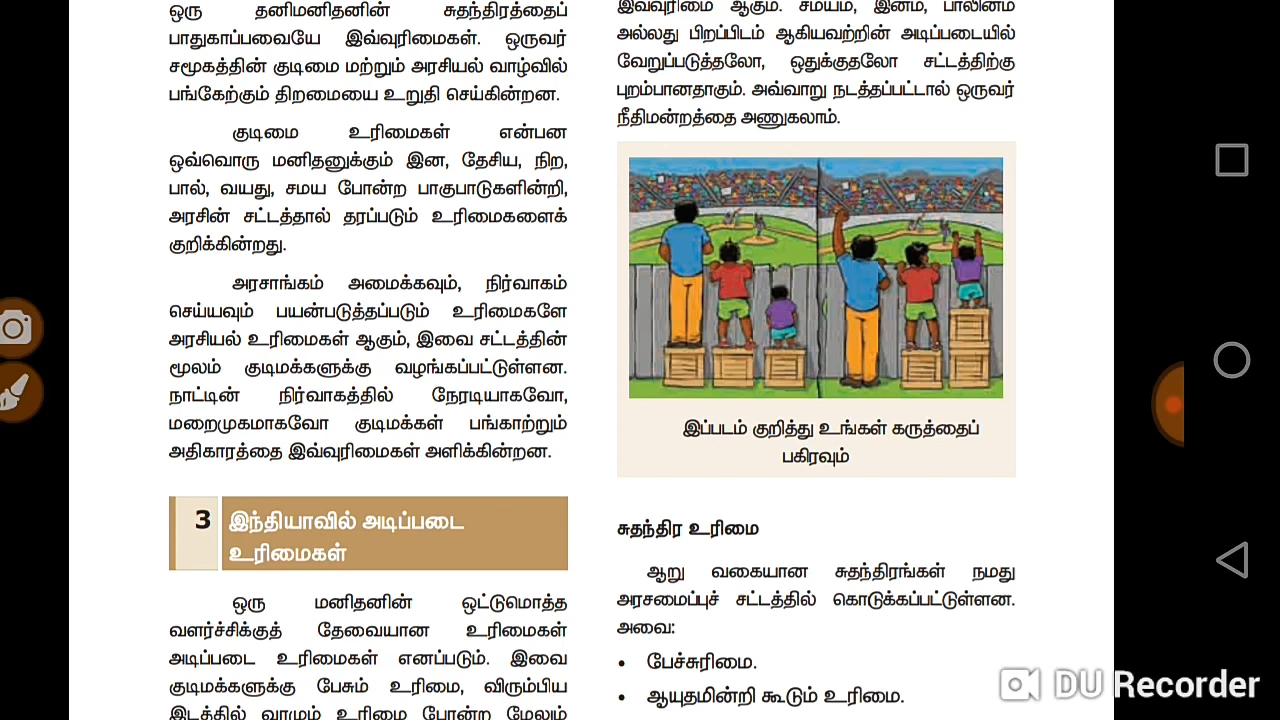 ஒரு தனிமனிதனின் சுதந்திரத்தைப்
பாதுகாப்பவையே இவ்வுரிமைகள். ஒருவர்
சமூகத்தின் குடிமை மற்றும் அரசியல் வாழ்வில்
பங்கேற்கும் திறமையை உறுதி செய்கின்றன.
குடிமை உரிமைகள் என்பன
ஒவ்வொரு மனிதனுக்கும் இன, தேசிய, நிற,
பால், வயது, சமய போன்ற பாகுபாடுகளின்றி,
அரசின் சட்டத்தால் தரப்படும் உரிமைகளைக்
குறிக்கின்றது.
அரசாங்கம் அமைக்கவும், நிர்வாகம்
செய்யவும் பயன்படுத்தப்படும் உரிமைகளே
அரசியல் உரிமைகள் ஆகும், இவை சட்டத்தின்
மூலம் குடிமக்களுக்கு வழங்கப்பட்டுள்ளன.
நாட்டின் நிர்வாகத்தில் நேரடியாகவோ,
மறைமுகமாகவோ குடிமக்கள் பங்காற்றும்
அதிகாரத்தை இவ்வுரிமைகள் அளிக்கின்றன.
3 இந்தியாவில் அடிப்படை
உரிமைகள்
ஒரு மனிதனின் ஒட்டுமொத்த
வளர்ச்சிக்குத் தேவையான உரிமைகள்
அடிப்படை உரிமைகள் எனப்படும். இவை
குடிமக்களுக்கு பேசும் உரிமை, விரும்பிய
இடத்தில் வாழும் உரிமை போன்ற மேலும்
இவ்வுரிமை ஆகும். சமயம், இனம், பாலினம்
அல்லது பிறப்பிடம் ஆகியவற்றின் அடிப்படையில்
வேறுபடுத்தலோ, ஒதுக்குதலோ சட்டத்திற்கு
புறம்பானதாகும். அவ்வாறு நடத்தப்பட்டால் ஒருவர்
நீதிமன்றத்தை அணுகலாம்.
இப்படம் குறித்து உங்கள் கருத்தைப்
பகிரவும்
சுதந்திர உரிமை
ஆறு வகையான சுதந்திரங்கள் நமது
அரசமைப்புச் சட்டத்தில் கொடுக்கப்பட்டுள்ளன.
அவை:
• பேச்சுரிமை.
• ஆயுதமின்றி கூடும் உரிமை.
DU Recorder